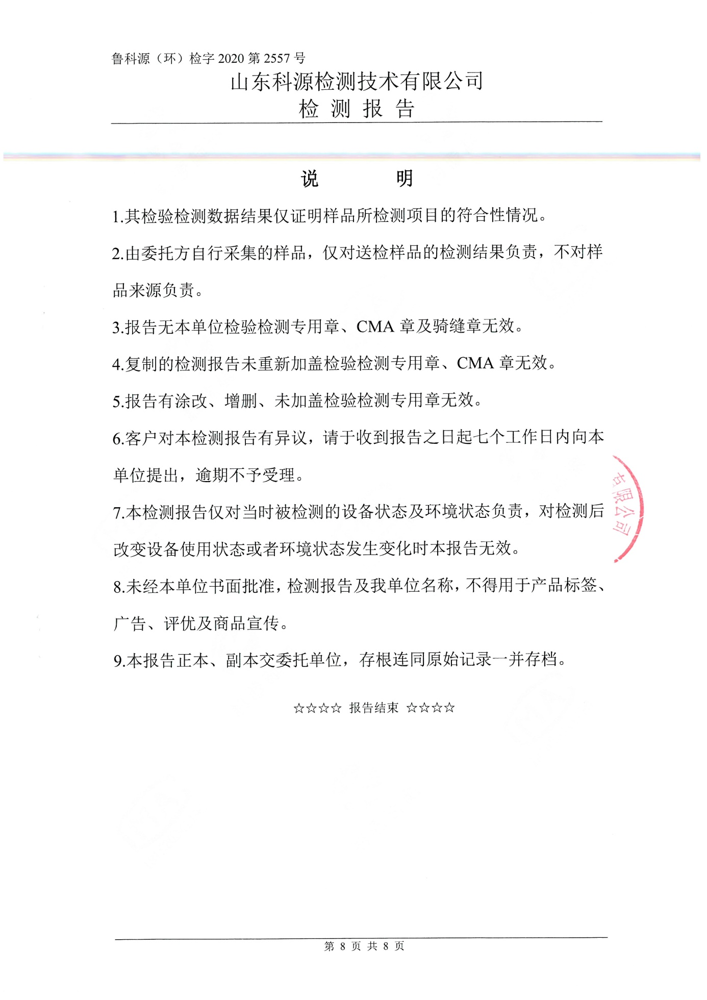 鲁科源（环）检字 2020 第 2557 号
山东科源检测技术有限公司
检 测 报 告
说 明
1.其检验检测数据结果仅证明样品所检测项目的符合性情况。
2.由委托方自行采集的样品，仅对送检样品的检测结果负责，不对样
品来源负责。
3.报告无本单位检验检测专用章、CMA 章及骑缝章无效。
4.复制的检测报告未重新加盖检验检测专用章、CMA 章无效。
5.报告有涂改、增删、未加盖检验检测专用章无效。
6.客户对本检测报告有异议，请于收到报告之日起七个工作日内向本
单位提出，逾期不予受理。
7.本检测报告仅对当时被检测的设备状态及环境状态负责，对检测后
改变设备使用状态或者环境状态发生变化时本报告无效。
8.未经本单位书面批准，检测报告及我单位名称，不得用于产品标签、
广告、评优及商品宣传。
9.本报告正本、副本交委托单位，存根连同原始记录一并存档。
有限公司
☆☆☆☆ 报告结束 ☆☆☆☆
第 8 页 共 8 页